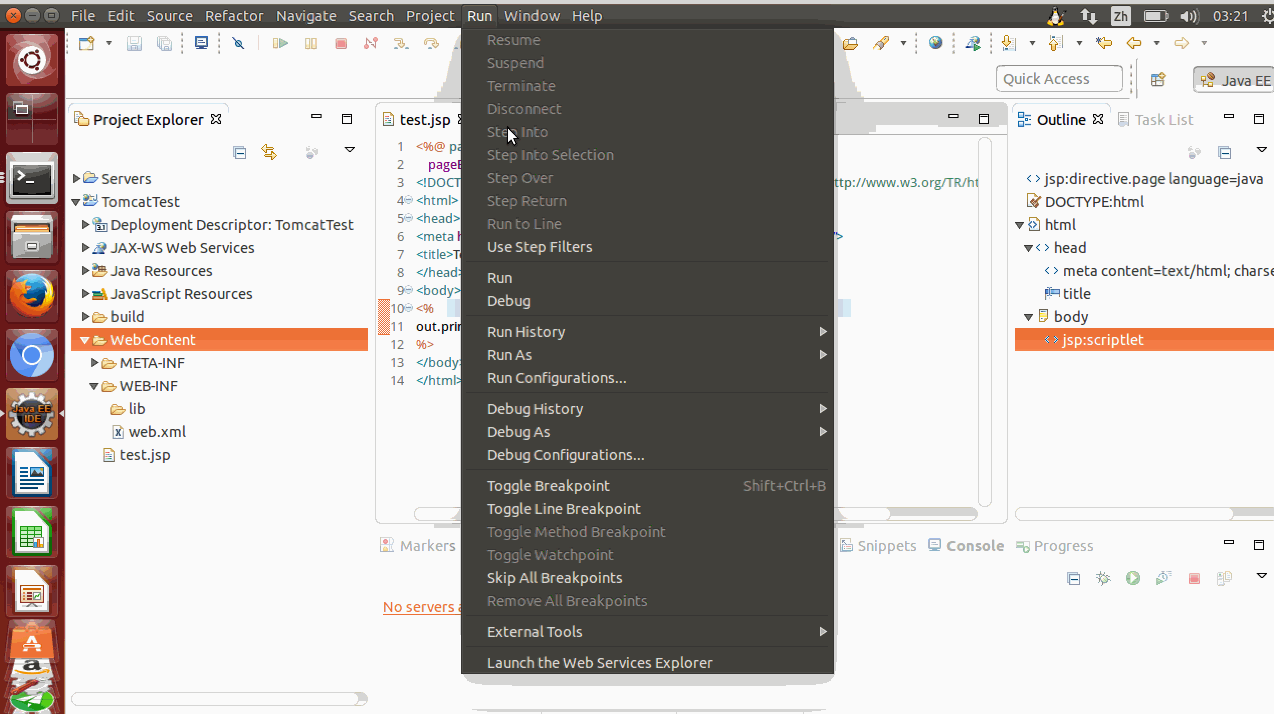 File Edit Source Refactor Navigate Search Project Run Window Help
Zh
03:21
Quick Access
Java EE
Project Explorer
Servers
TomcatTest
Deployment Descriptor: TomcatTest
JAX-WS Web Services
Java Resources
JavaScript Resources
build
WebContent
META-INF
WEB-INF
lib
web.xml
test.jsp
Java EE
IDE
test.jsp
1 <%@ pa
2 pageE
3 <!DOCT
ttp://www.w3.org/TR/ht
4 <html>
5 <head>
6 <meta h
">
7 <title>Te
8 </head>
9 <body>
10 <%
11 out.prin
12 %>
13 </body>
14 </html>
Resume
Suspend
Terminate
Disconnect
Step Into
Step Into Selection
Step Over
Step Return
Run to Line
Use Step Filters
Run
Debug
Run History
Run As
Run Configurations...
Debug History
Debug As
Debug Configurations...
Toggle Breakpoint Shift+Ctrl+B
Toggle Line Breakpoint
Toggle Method Breakpoint
Toggle Watchpoint
Skip All Breakpoints
Remove All Breakpoints
External Tools
Launch the Web Services Explorer
Outline Task List
jsp:directive.page language=java
DOCTYPE:html
html
head
meta content=text/html; charse
title
body
jsp:scriptlet
Markers
Snippets Console Progress
No servers a